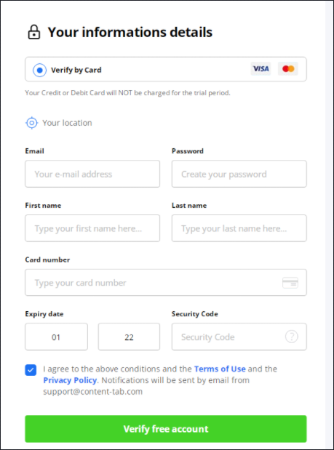 Your informations details
Verify by Card
VISA
Your Credit or Debit Card will NOT be charged for the trial period.
Your location
Email
Password
Your e-mail address
Create your password
First name
Last name
Type your first name here...
Type your last name here...
Card number
Type your card number
Expiry date
Security Code
01
22
Security Code
?
I agree to the above conditions and the Terms of Use and the
Privacy Policy. Notifications will be sent by email from
support@content-tab.com
Verify free account